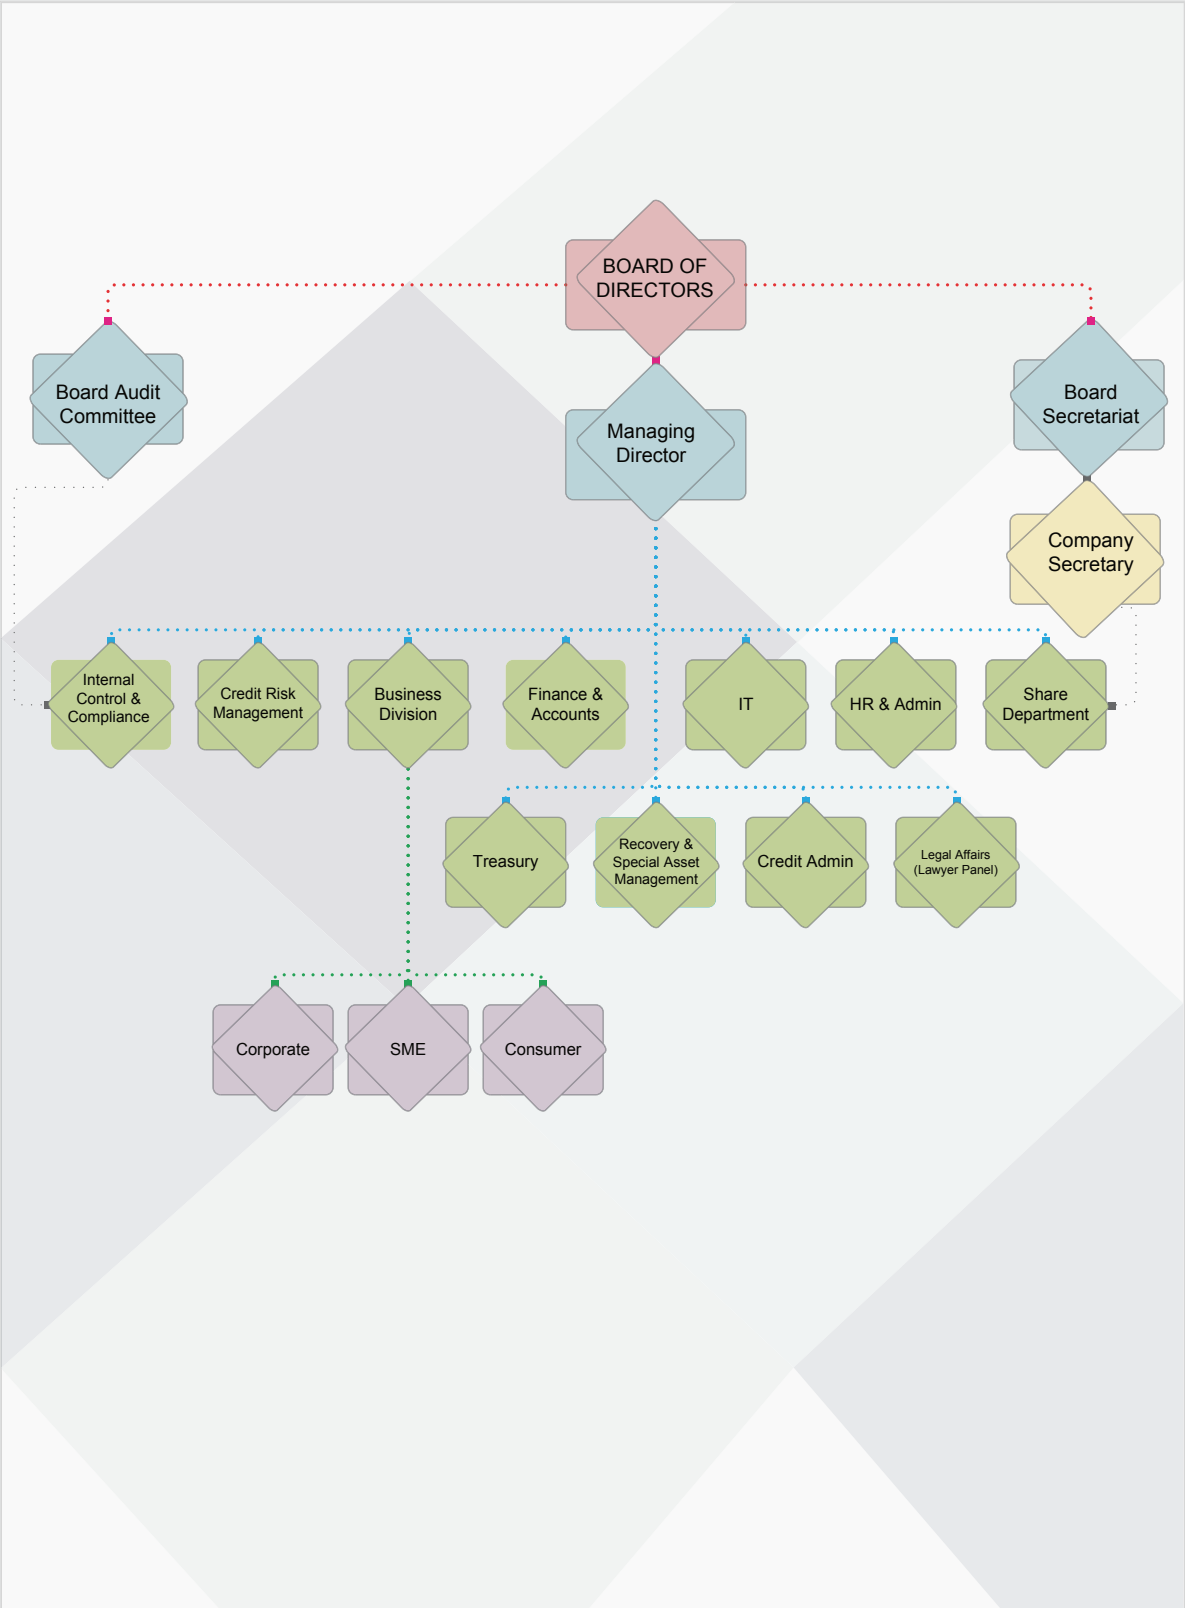 BOARD OF
DIRECTORS
Board Audit
Committee
Managing
Director
Board
Secretariat
Company
Secretary
Internal
Control &
Compliance
Credit Risk
Management
Business
Division
Finance &
Accounts
IT
HR & Admin
Share
Department
Treasury
Recovery &
Special Asset
Management
Credit Admin
Legal Affairs
(Lawyer Panel)
Corporate
SME
Consumer